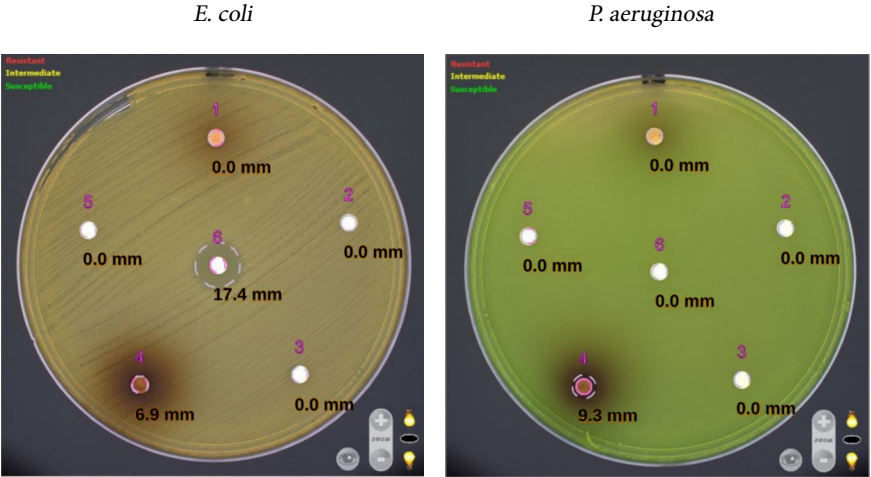 E. coli
P. aeruginosa
Resistant
Intermediate
Susceptible
1
0.0 mm
2
0.0 mm
5
0.0 mm
6
17.4 mm
3
0.0 mm
4
6.9 mm
ZOOM
Resistant
Intermediate
Susceptible
1
0.0 mm
2
0.0 mm
5
0.0 mm
6
0.0 mm
3
0.0 mm
4
9.3 mm
ZOOM